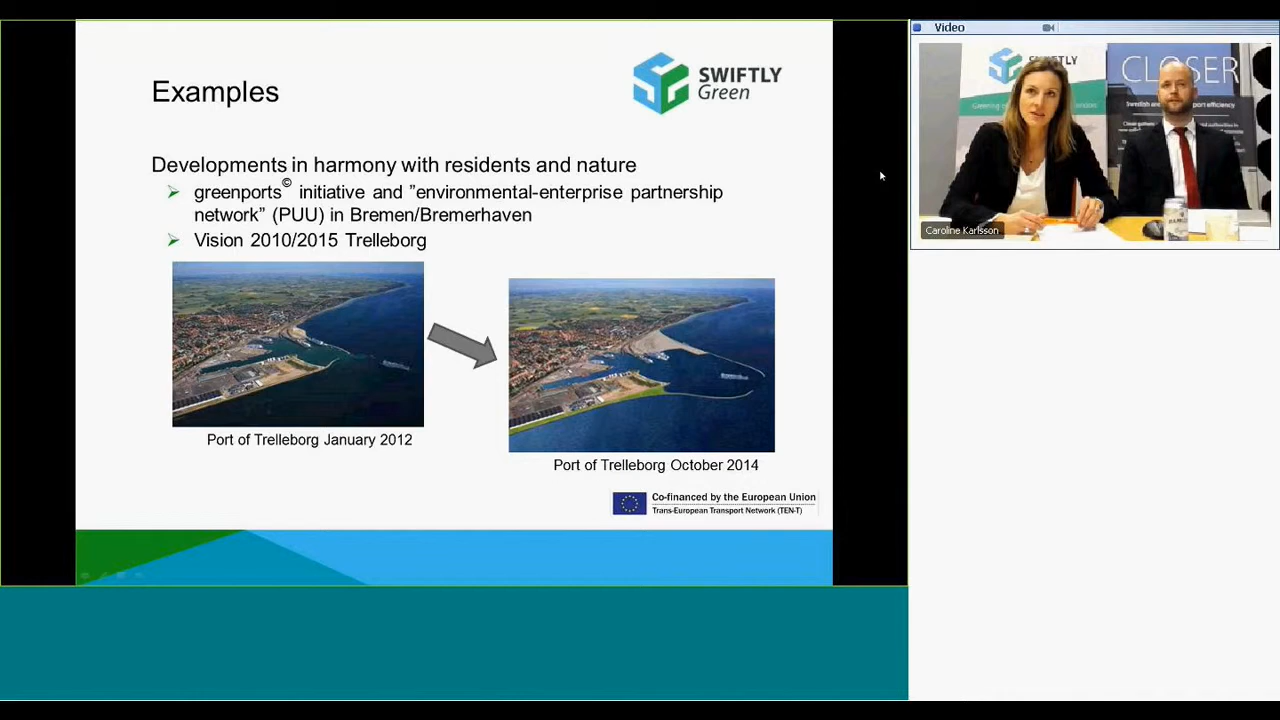 Examples
SWIFTLY
Green
Developments in harmony with residents and nature
greenports© initiative and ”environmental-enterprise partnership
network” (PUU) in Bremen/Bremerhaven
Vision 2010/2015 Trelleborg
Port of Trelleborg January 2012
Port of Trelleborg October 2014
Co-financed by the European Union
Trans-European Transport Network (TEN-T)
Video
CLOSER
Caroline Karlsson